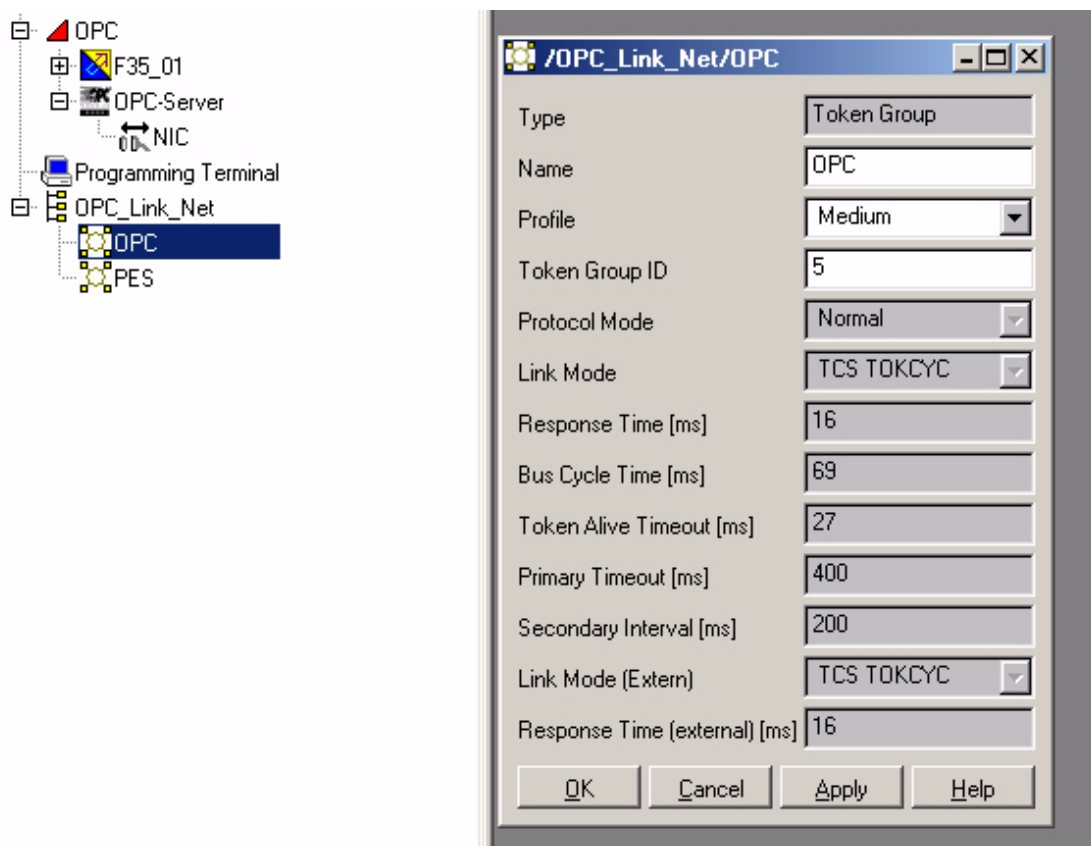 OPC
F35_01
OPC-Server
NIC
Programming Terminal
OPC_Link_Net
OPC
PES
/OPC_Link_Net/OPC
Type Token Group
Name OPC
Profile Medium
Token Group ID 5
Protocol Mode Normal
Link Mode TCS TOKCYC
Response Time [ms] 16
Bus Cycle Time [ms] 69
Token Alive Timeout [ms] 27
Primary Timeout [ms] 400
Secondary Interval [ms] 200
Link Mode (Extern) TCS TOKCYC
Response Time (external) [ms] 16
OK Cancel Apply Help